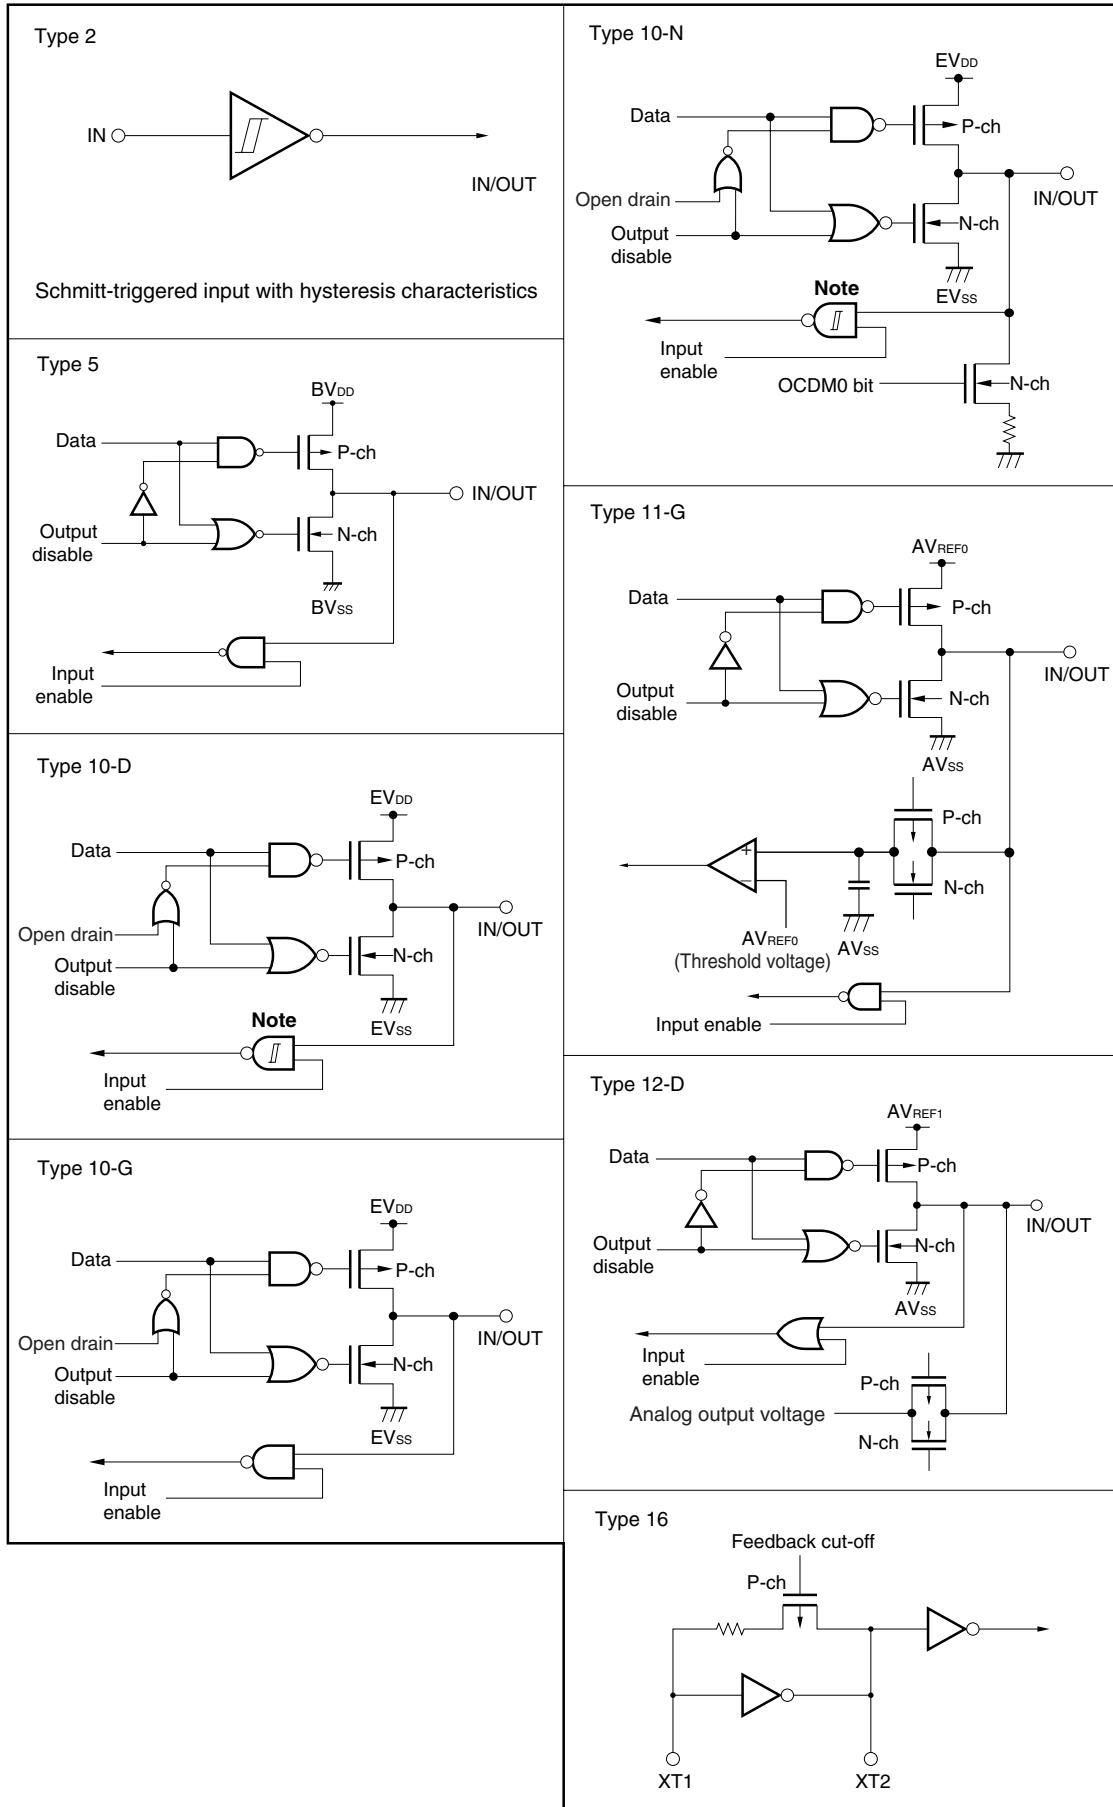 Type 2
IN
IN/OUT
Schmitt-triggered input with hysteresis characteristics
Type 5
BVDD
Data
P-ch
IN/OUT
Output
disable
N-ch
BVSS
Input
enable
Type 10-D
EVDD
Data
P-ch
Open drain
IN/OUT
Output
disable
N-ch
EVSS
Note
Input
enable
Type 10-G
EVDD
Data
P-ch
Open drain
IN/OUT
Output
disable
N-ch
EVSS
Input
enable
Type 10-N
EVDD
Data
P-ch
Open drain
IN/OUT
Output
disable
N-ch
EVSS
Note
Input
enable
OCDM0 bit
N-ch
Type 11-G
AVREF0
Data
P-ch
IN/OUT
Output
disable
N-ch
AVSS
P-ch
N-ch
+
−
AVREF0
(Threshold voltage)
AVSS
Input enable
Type 12-D
AVREF1
Data
P-ch
IN/OUT
Output
disable
N-ch
AVSS
Input
enable
P-ch
Analog output voltage
N-ch
Type 16
Feedback cut-off
P-ch
XT1
XT2